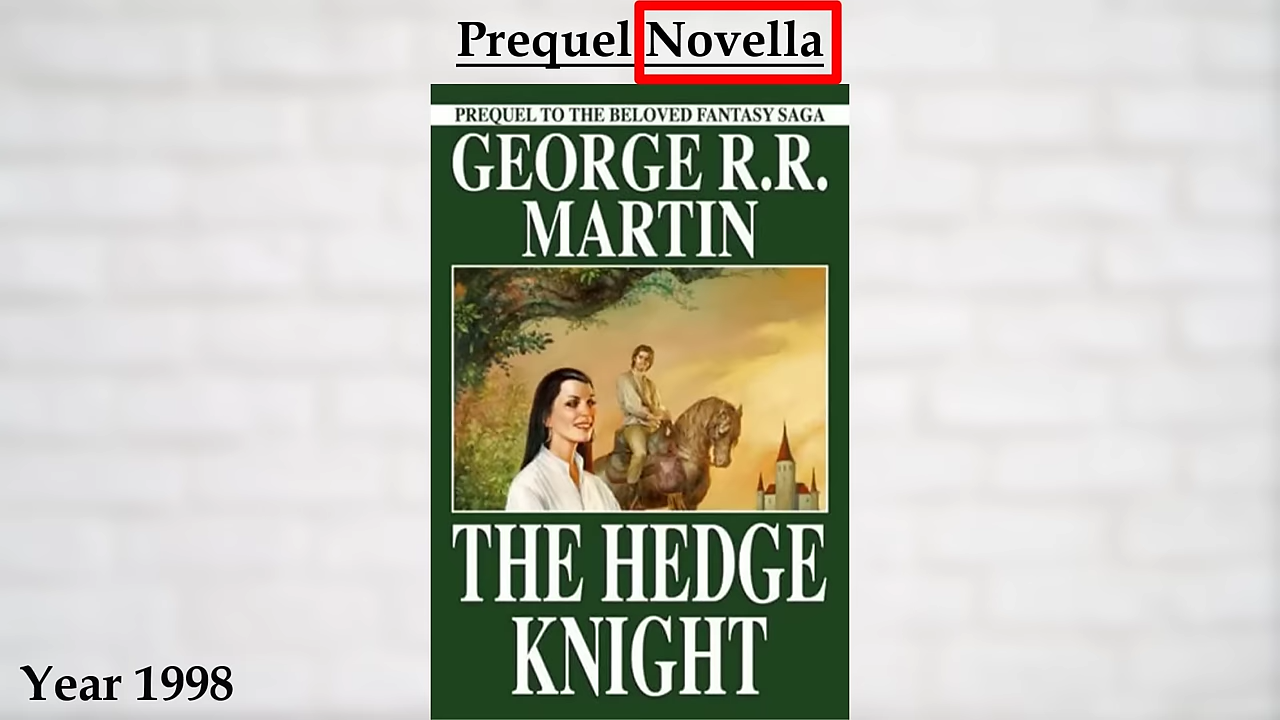 Prequel Novella
PREQUEL TO THE BELOVED FANTASY SAGA
GEORGE R.R.
MARTIN
THE HEDGE
KNIGHT
Year 1998